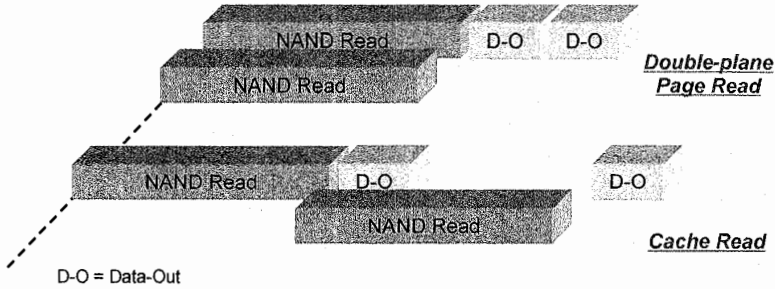 NAND Read D-O D-O
Double-plane
Page Read
NAND Read
NAND Read D-O D-O
NAND Read
Cache Read
D-O = Data-Out